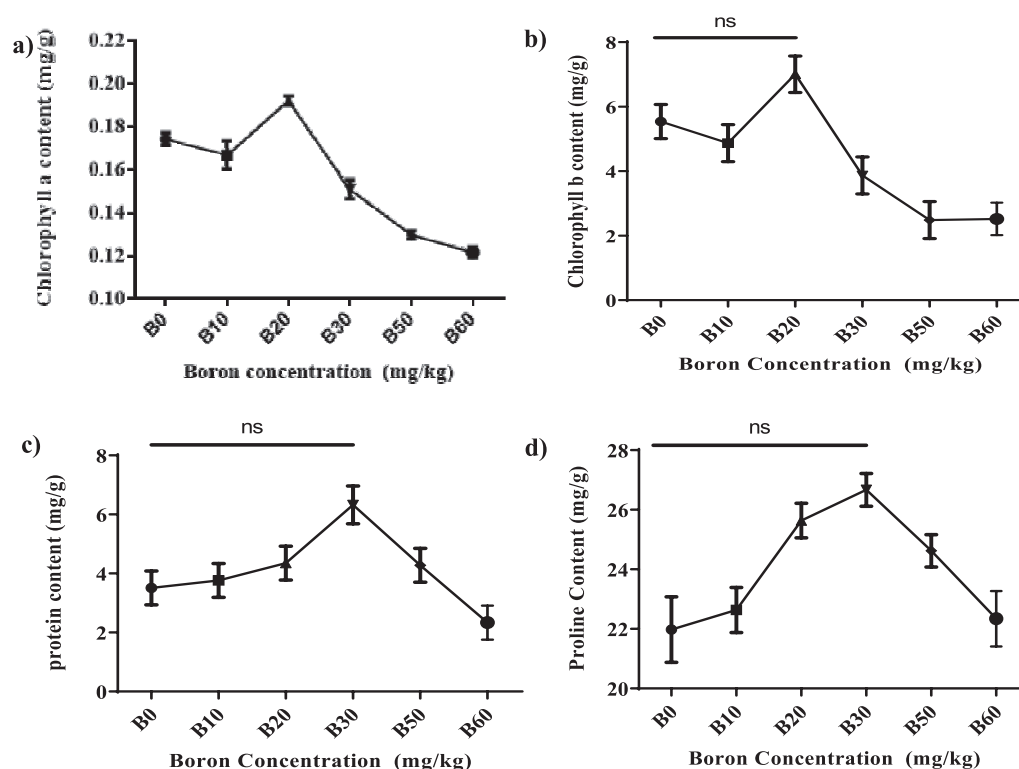 a)
Chlorophyll a content (mg/g)
0.22
0.20
0.18
0.16
0.14
0.12
0.10
B0
B10
B20
B30
B50
B60
Boron concentration (mg/kg)
b)
ns
Chlorophyll b content (mg/g)
8
6
4
2
0
B0
B10
B20
B30
B50
B60
Boron Concentration (mg/kg)
c)
ns
protein content (mg/g)
8
6
4
2
0
B0
B10
B20
B30
B50
B60
Boron Concentration (mg/kg)
d)
ns
Proline Content (mg/g)
28
26
24
22
20
B0
B10
B20
B30
B50
B60
Boron Concentration (mg/kg)